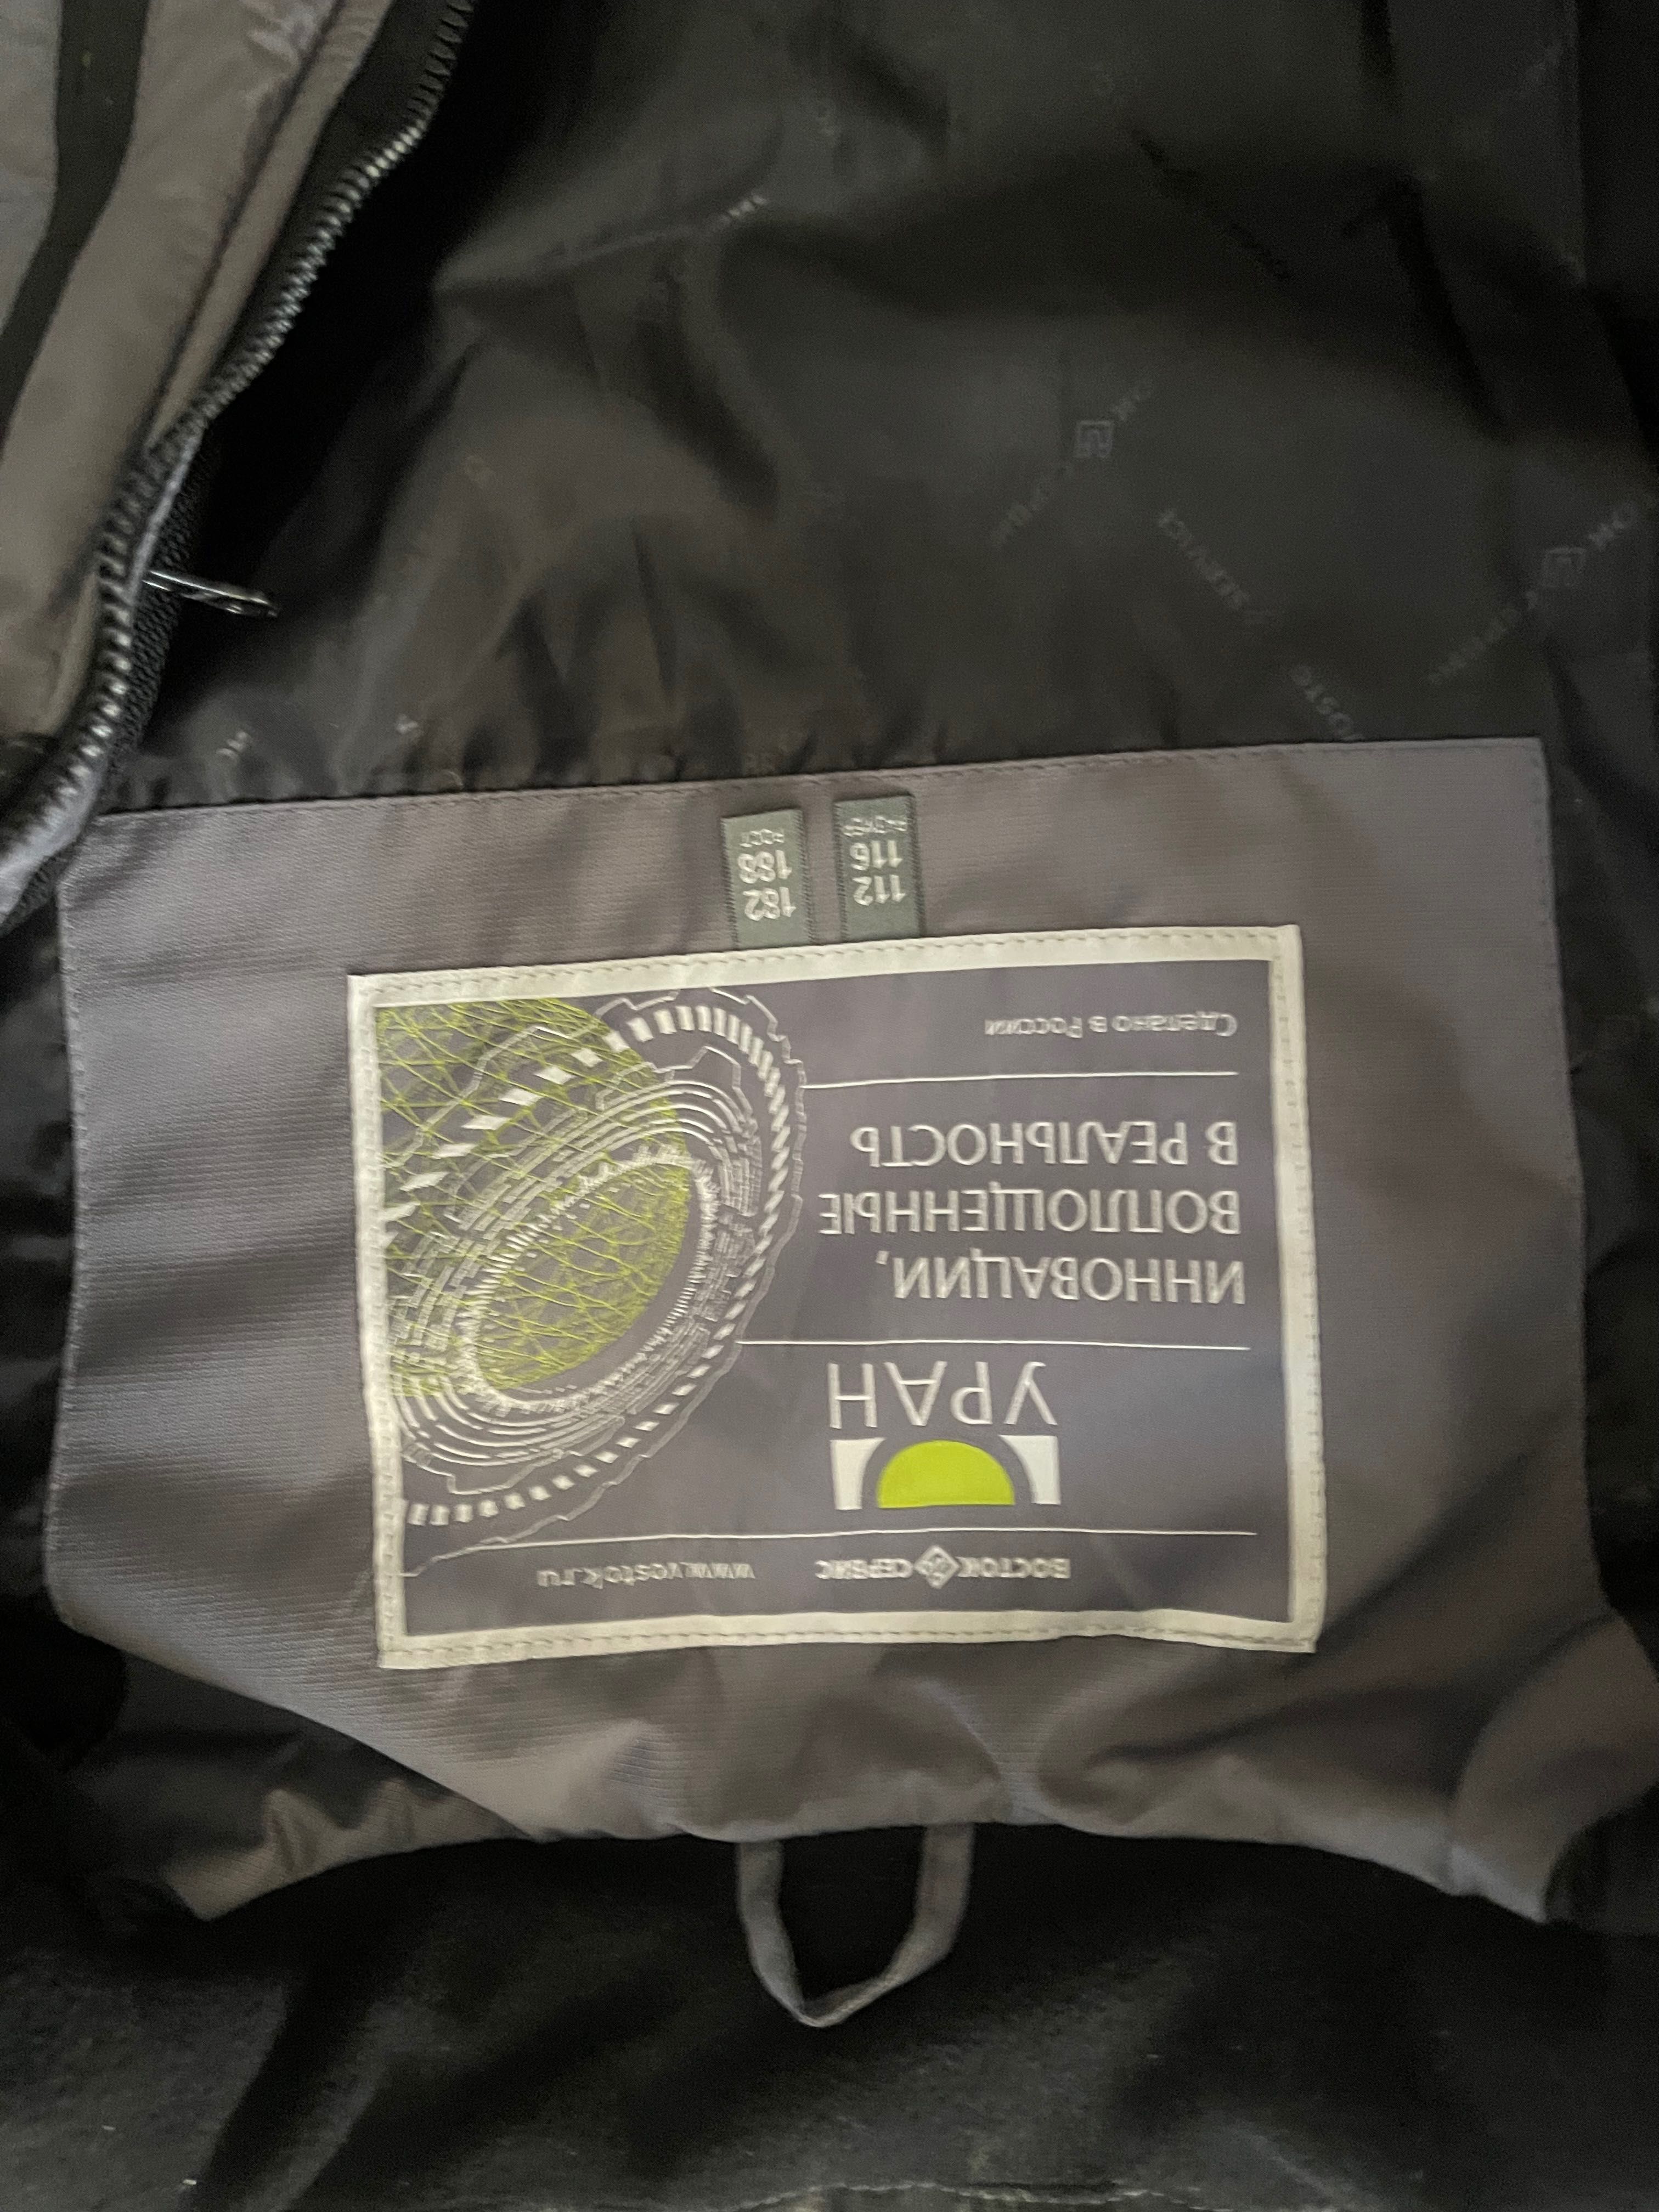 ВОСТОК СЕРВИС www.vostok.ru
УРАН
ИННОВАЦИИ,
ВОПЛОЩЕННЫЕ
В РЕАЛЬНОСТЬ
Сделано в России
112
116
РАЗМЕР
182
188
РОСТ